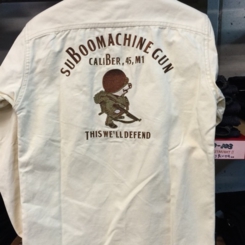 suBooMACHINE GUN
CALIBER, 45, M1
THIS WE'LL DEFEND